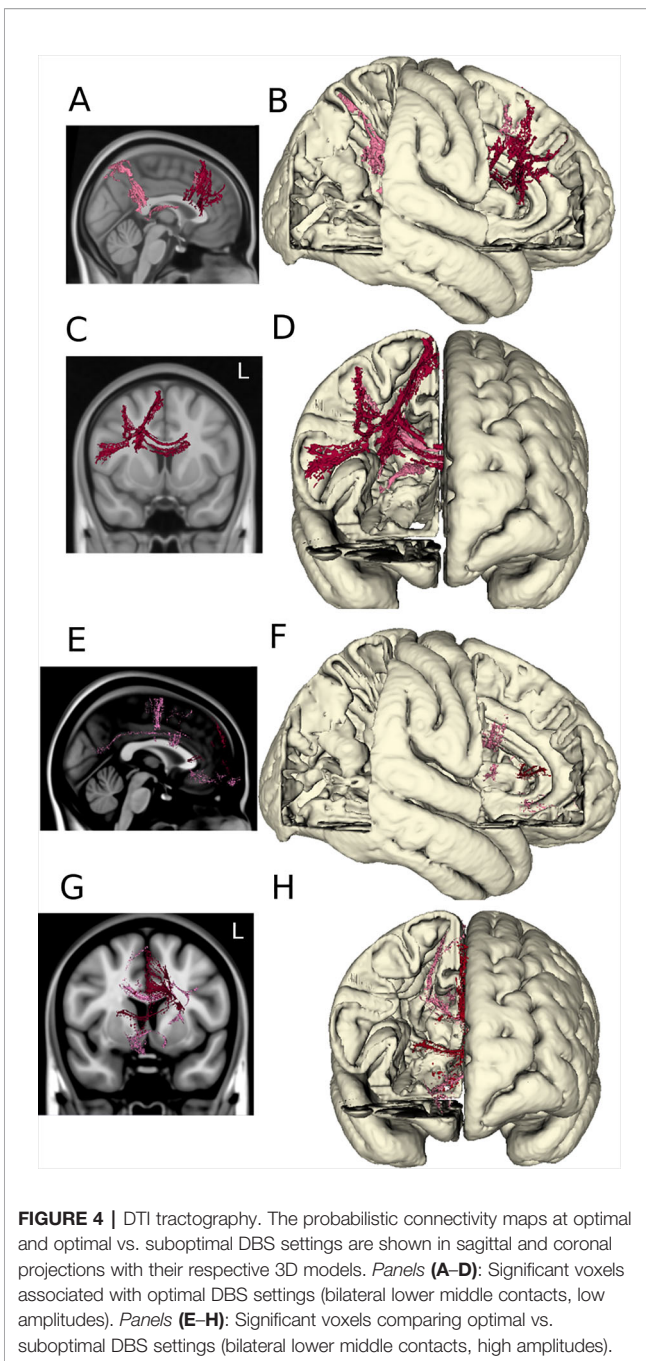 A
B
C
L
D
E
F
G
L
H
FIGURE 4 | DTI tractography. The probabilistic connectivity maps at optimal
and optimal vs. suboptimal DBS settings are shown in sagittal and coronal
projections with their respective 3D models. Panels (A–D): Significant voxels
associated with optimal DBS settings (bilateral lower middle contacts, low
amplitudes). Panels (E–H): Significant voxels comparing optimal vs.
suboptimal DBS settings (bilateral lower middle contacts, high amplitudes).